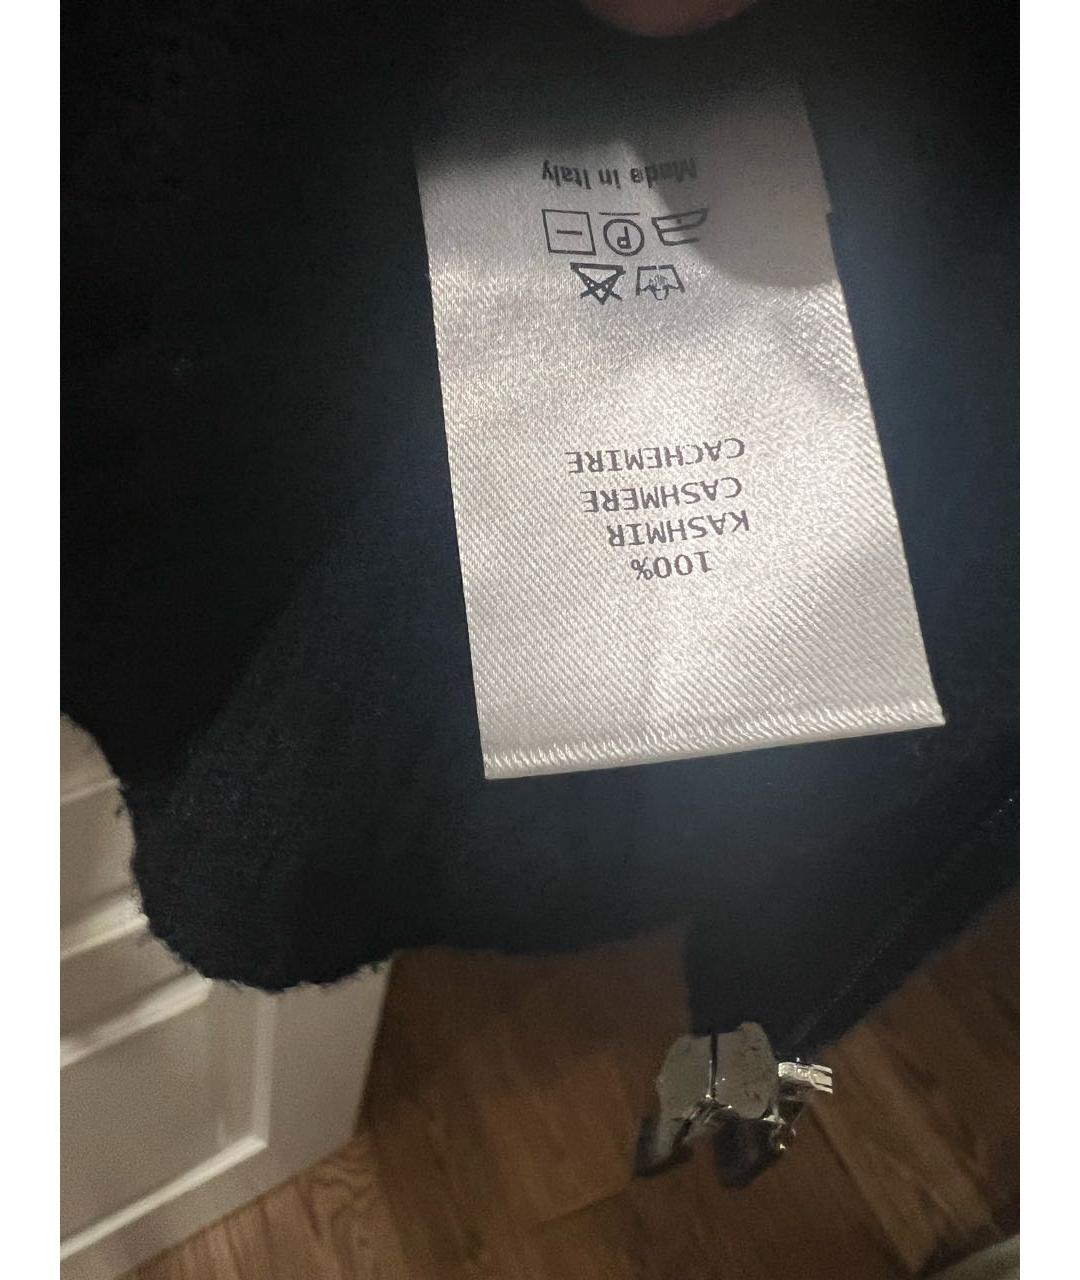 100%
KASHMIR
CASHMERE
CACHEMIRE
P
Made in Italy